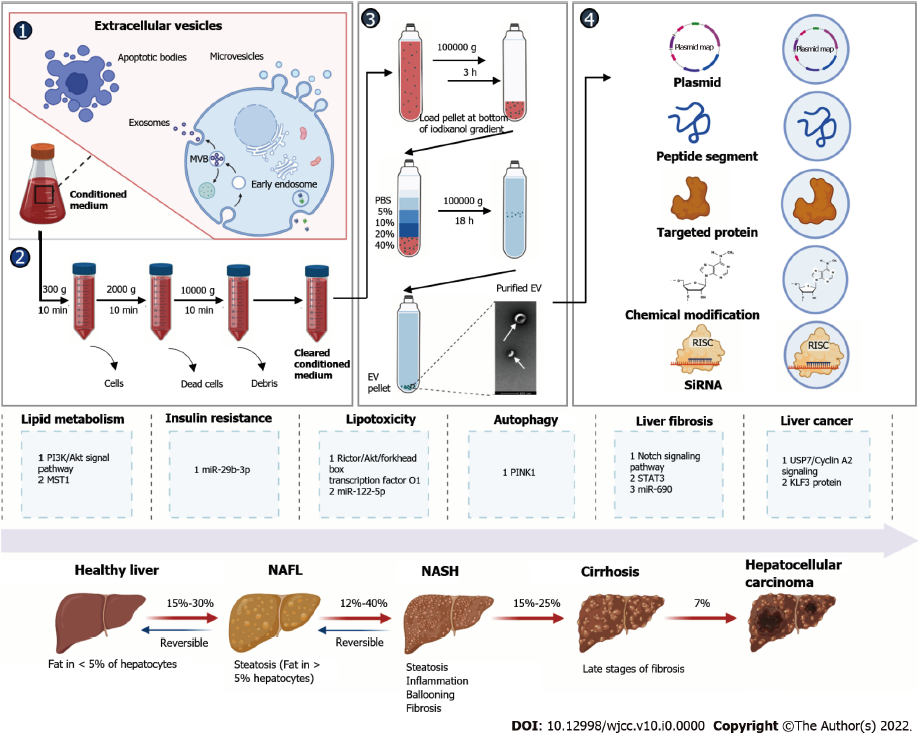 1
Extracellular vesicles
Apoptotic bodies
Microvesicles
Exosomes
MVB
Early endosome
Conditioned
medium
2
300 g
10 min
2000 g
10 min
10000 g
10 min
Cells
Dead cells
Debris
Cleared
conditioned
medium
3
100000 g
3 h
Load pellet at bottom
of iodixanol gradient
PBS
5%
10%
20%
40%
100000 g
18 h
Purified EV
EV
pellet
4
Plasmid map
Plasmid map
Plasmid
Peptide segment
Targeted protein
Chemical modification
RISC
RISC
SiRNA
Lipid metabolism
1 PI3K/Akt signal
pathway
2 MST1
Insulin resistance
1 miR-29b-3p
Lipotoxicity
1 Rictor/Akt/forkhead
box
transcription factor O1
2 miR-122-5p
Autophagy
1 PINK1
Liver fibrosis
1 Notch signaling
pathway
2 STAT3
3 miR-690
Liver cancer
1 USP7/Cyclin A2
signaling
2 KLF3 protein
Healthy liver
Fat in < 5% of hepatocytes
15%-30%
Reversible
NAFL
Steatosis (Fat in >
5% hepatocytes)
12%-40%
Reversible
NASH
Steatosis
Inflammation
Ballooning
Fibrosis
15%-25%
Cirrhosis
Late stages of fibrosis
7%
Hepatocellular
carcinoma
DOI: 10.12998/wjcc.v10.i0.0000 Copyright ©The Author(s) 2022.